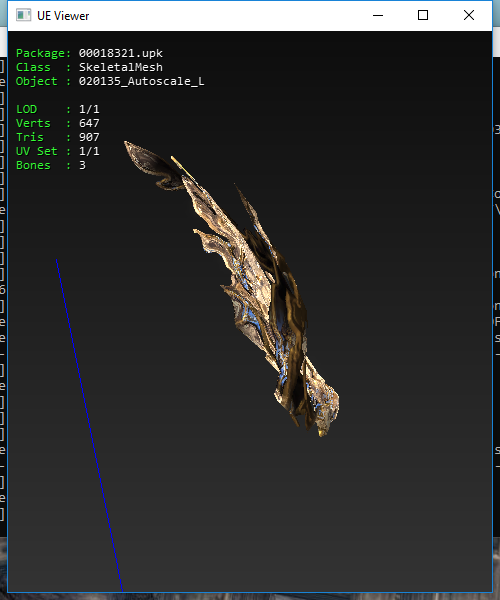 UE Viewer
Package: 00018321.upk
Class : SkeletalMesh
Object : 020135_Autoscale_L
LOD : 1/1
Verts : 647
Tris : 907
UV Set : 1/1
Bones : 3